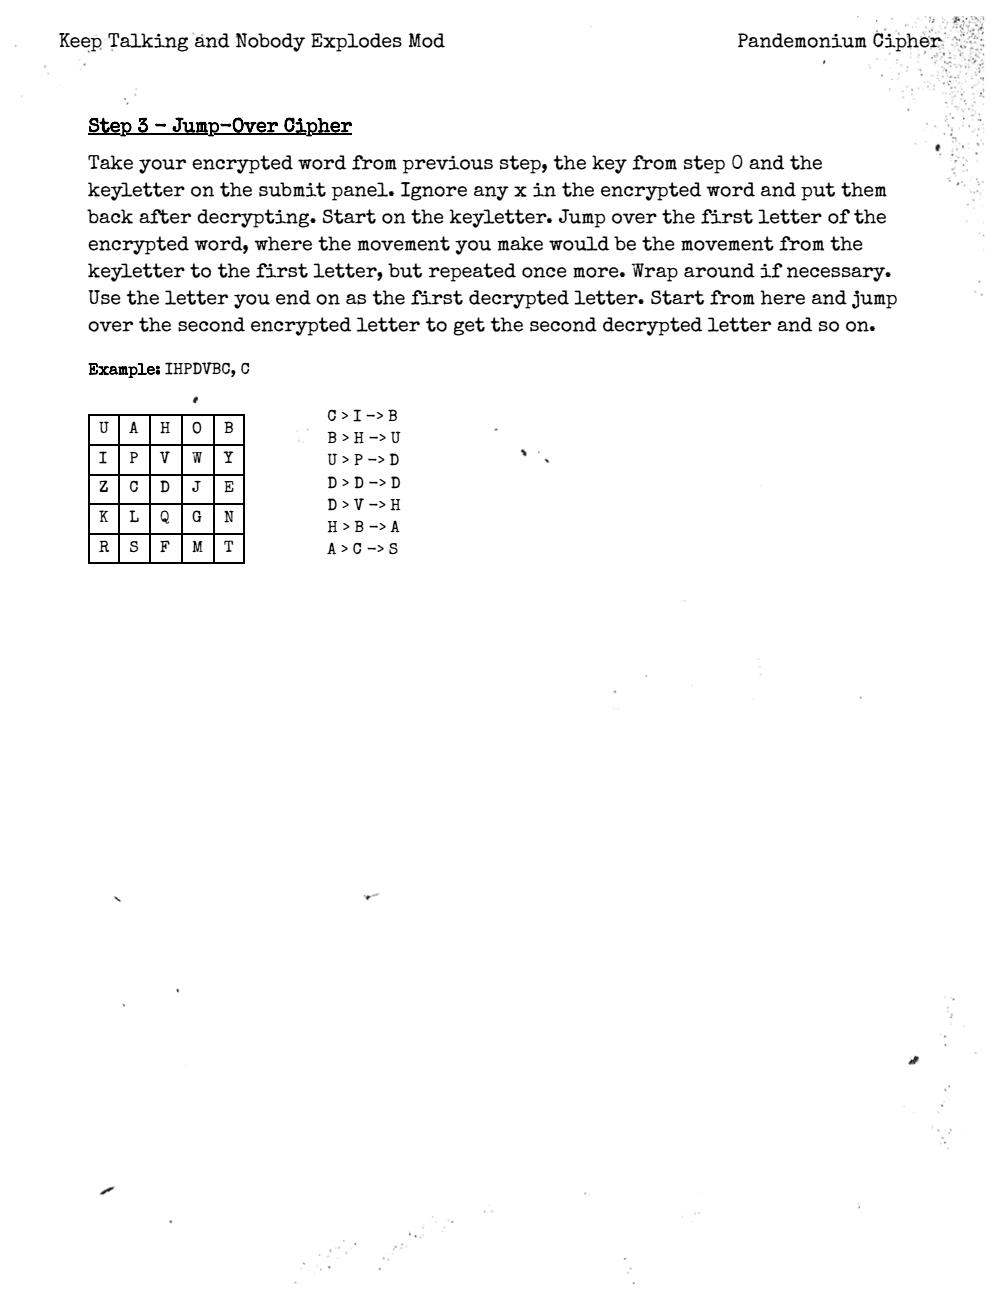 Keep Talking and Nobody Explodes Mod
Pandemonium Cipher
Step 3 – Jump-Over Cipher
Take your encrypted word from previous step, the key from step 0 and the
keyletter on the submit panel. Ignore any x in the encrypted word and put them
back after decrypting. Start on the keyletter. Jump over the first letter of the
encrypted word, where the movement you make would be the movement from the
keyletter to the first letter, but repeated once more. Wrap around if necessary.
Use the letter you end on as the first decrypted letter. Start from here and jump
over the second encrypted letter to get the second decrypted letter and so on.
Example: IHPDVBC, C
U A H O B
I P V W Y
Z C D J E
K L Q G N
R S F M T
C > I –> B
B > H –> U
U > P –> D
D > D –> D
D > V –> H
H > B –> A
A > C –> S